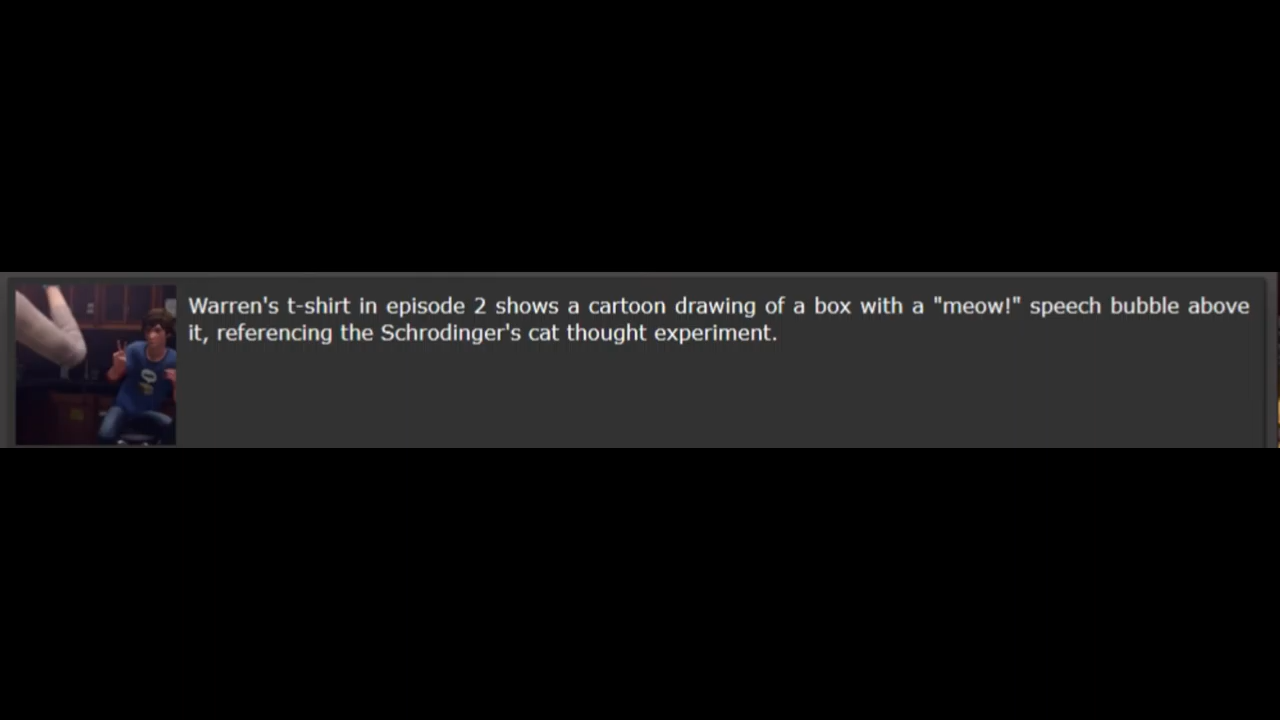 Warren's t-shirt in episode 2 shows a cartoon drawing of a box with a "meow!" speech bubble above
it, referencing the Schrodinger's cat thought experiment.